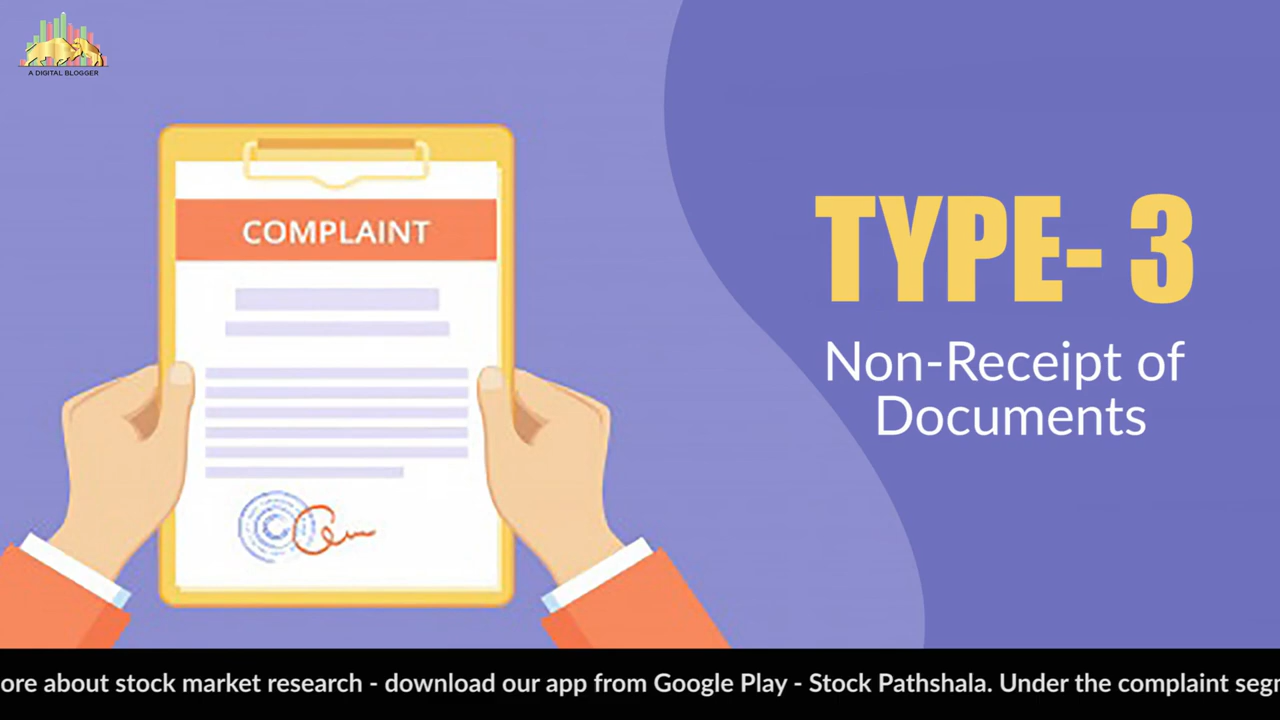 A DIGITAL BLOGGER
COMPLAINT
TYPE- 3
Non-Receipt of
Documents
ore about stock market research - download our app from Google Play - Stock Pathshala. Under the complaint seg